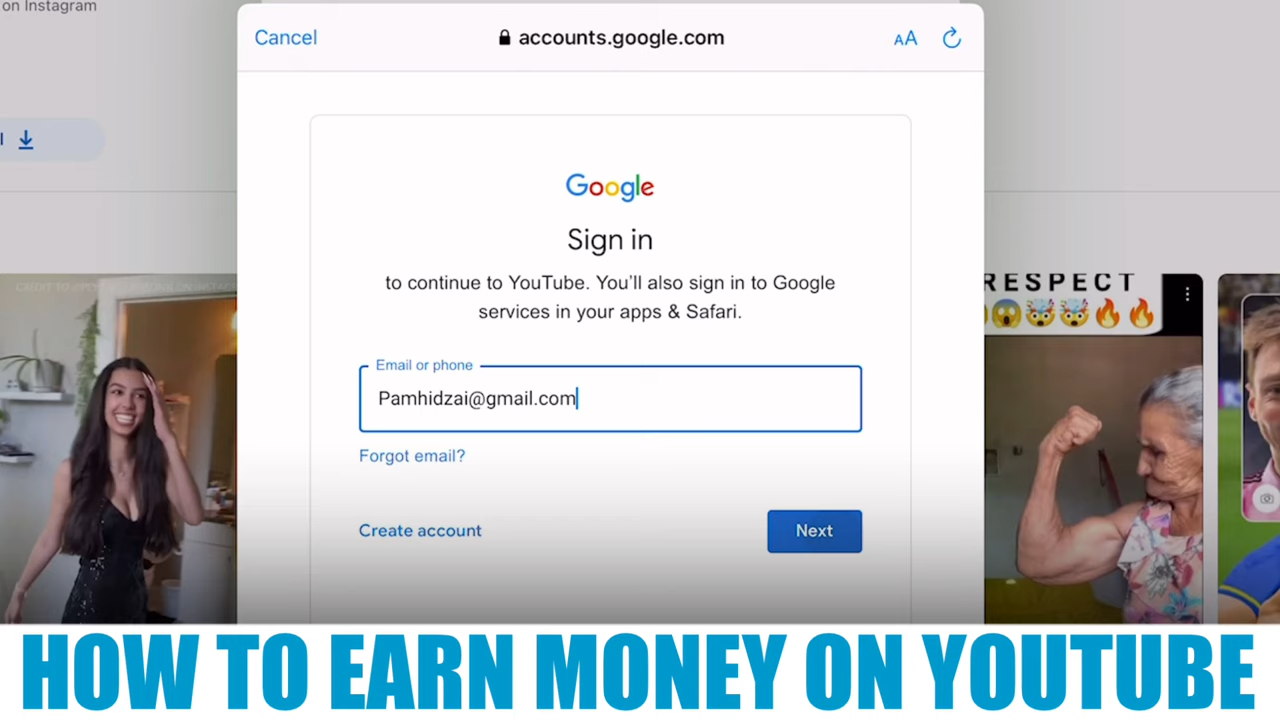 on Instagram
Cancel
accounts.google.com
AA
l
Google
Sign in
to continue to YouTube. You'll also sign in to Google
services in your apps & Safari.
Email or phone
Pamhidzai@gmail.com
Forgot email?
Create account
Next
RESPECT
HOW TO EARN MONEY ON YOUTUBE